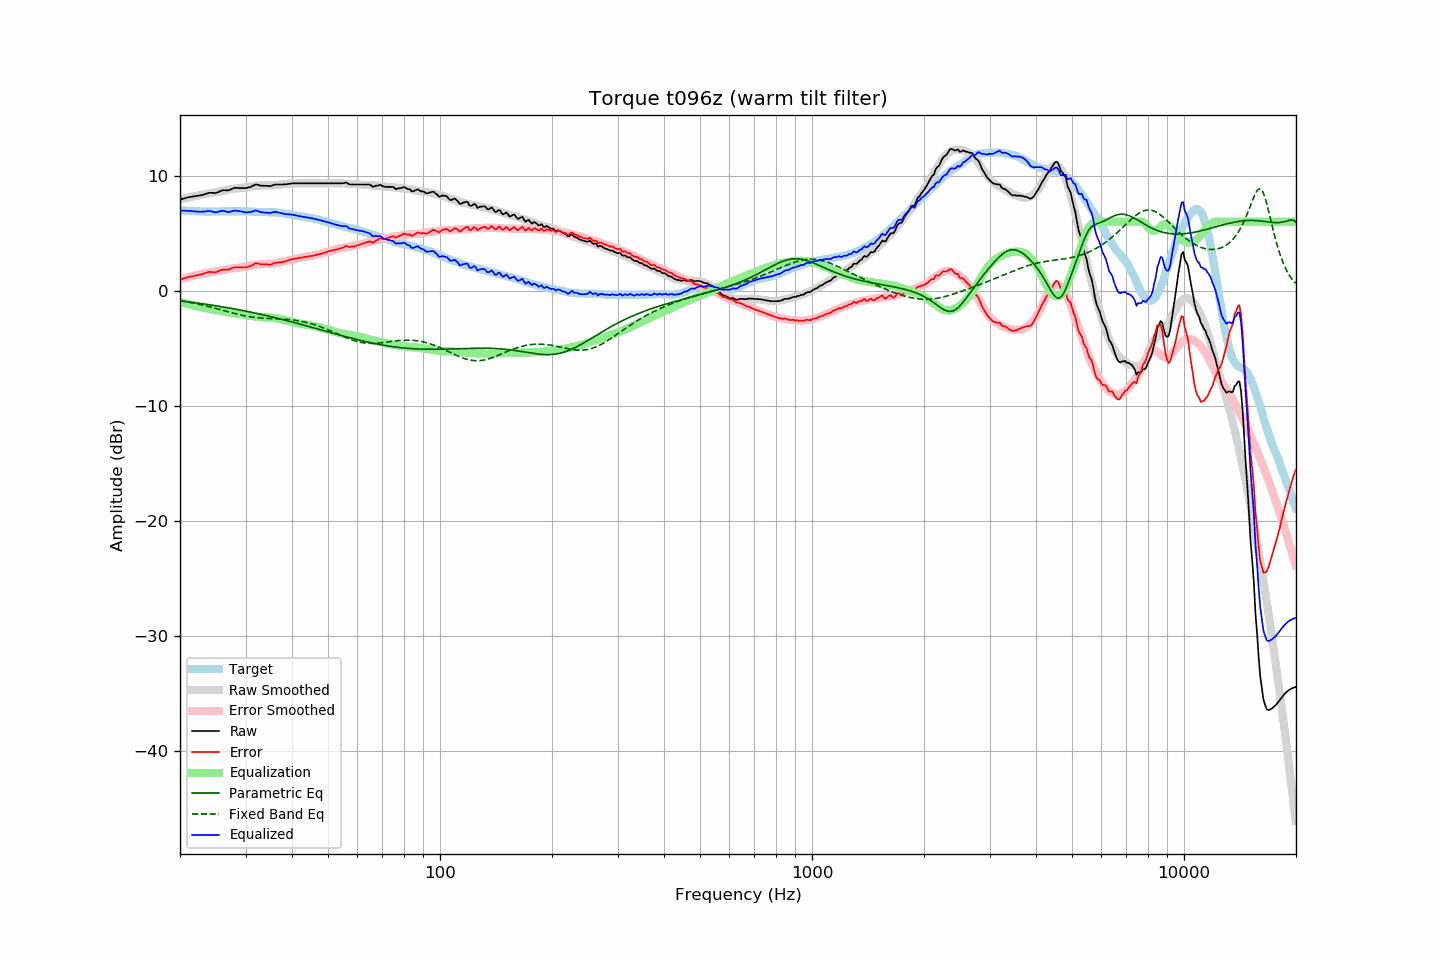 Torque t096z (warm tilt filter)
10
0
−10
−20
−30
−40
Amplitude (dBr)
Target
Raw Smoothed
Error Smoothed
Raw
Error
Equalization
Parametric Eq
Fixed Band Eq
Equalized
100
1000
10000
Frequency (Hz)